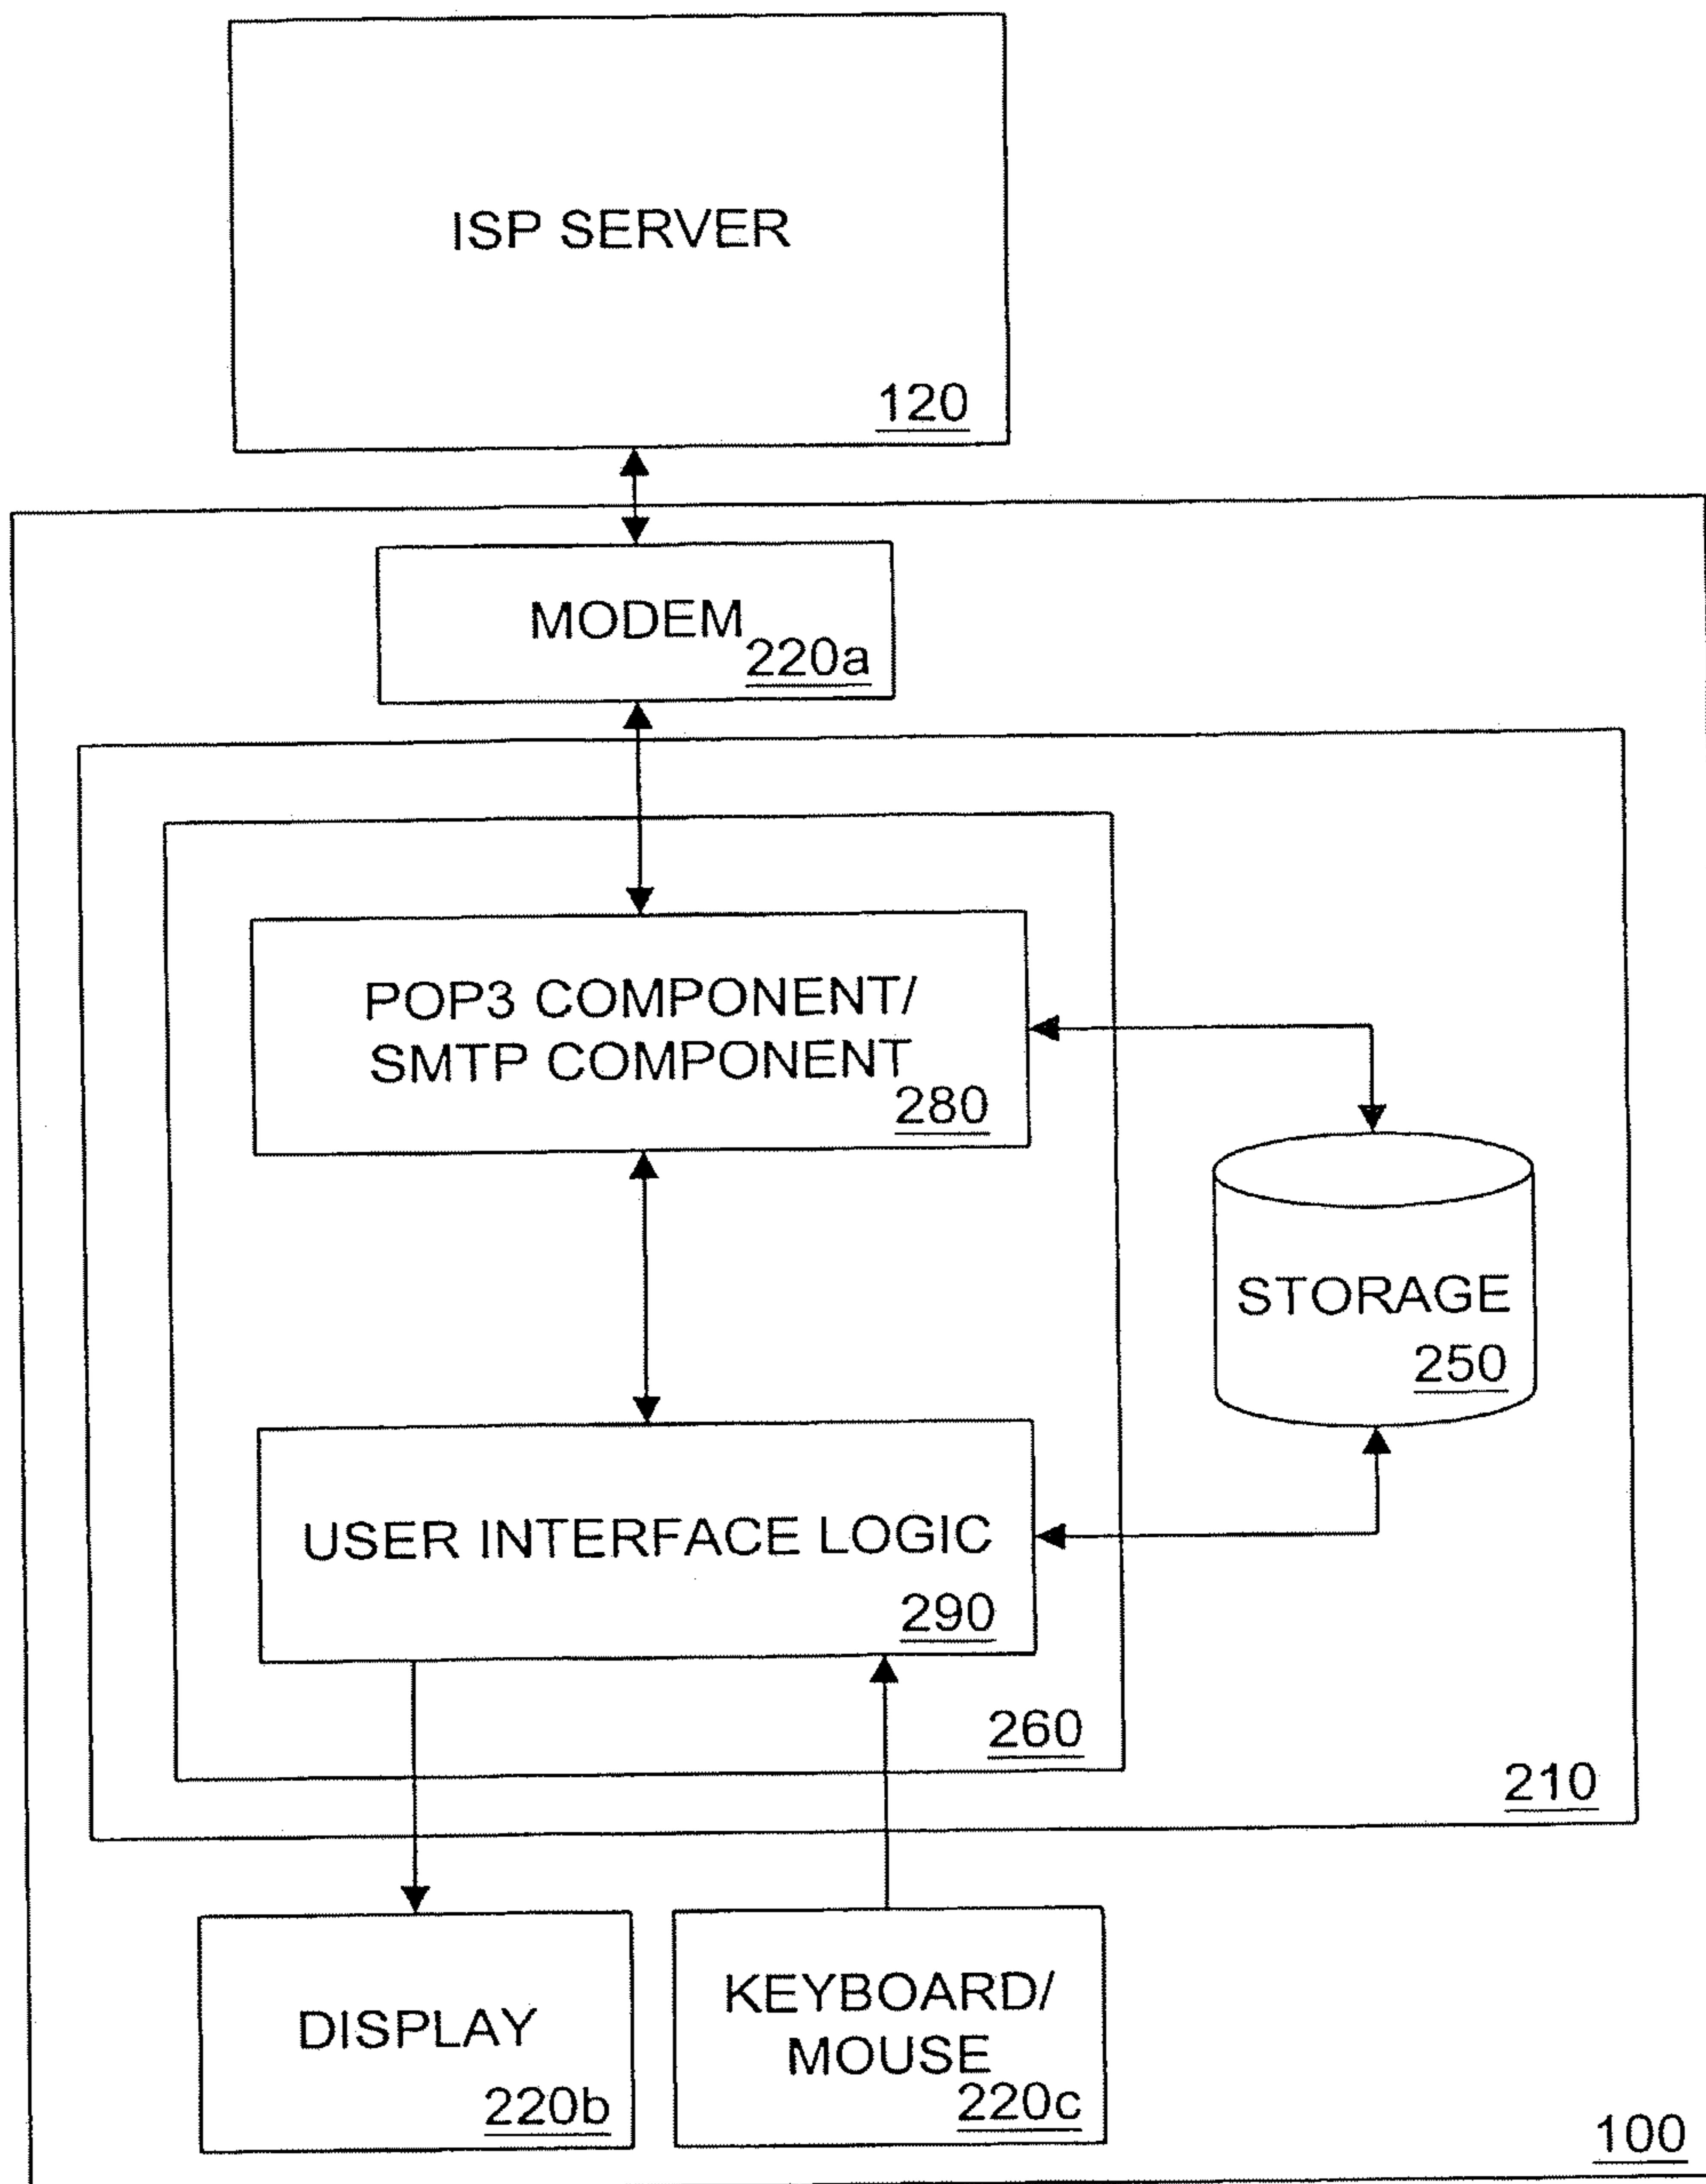 ISP SERVER
120
MODEM
220a
POP3 COMPONENT/
SMTP COMPONENT
280
STORAGE
250
USER INTERFACE LOGIC
290
260
210
DISPLAY
220b
KEYBOARD/
MOUSE
220c
100